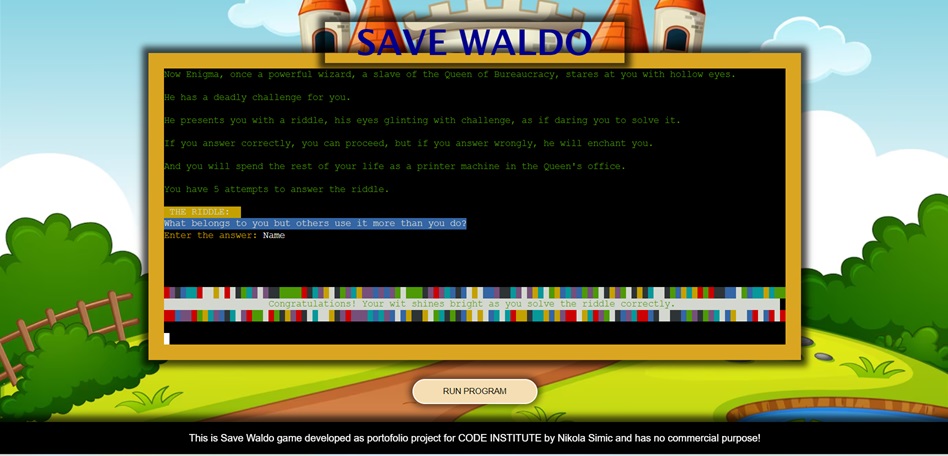 SAVE WALDO
Now Enigma, once a powerful wizard, a slave of the Queen of Bureaucracy, stares at you with hollow eyes.
He has a deadly challenge for you.
He presents you with a riddle, his eyes glinting with challenge, as if daring you to solve it.
If you answer correctly, you can proceed, but if you answer wrongly, he will enchant you.
And you will spend the rest of your life as a printer machine in the Queen's office.
You have 5 attempts to answer the riddle.
THE RIDDLE:
What belongs to you but others use it more than you do?
Enter the answer: Name
Congratulations! Your wit shines bright as you solve the riddle correctly.
RUN PROGRAM
This is Save Waldo game developed as portofolio project for CODE INSTITUTE by Nikola Simic and has no commercial purpose!